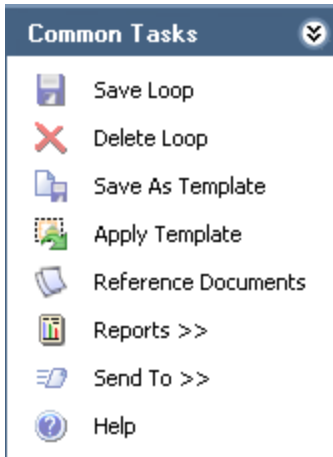 Common Tasks
Save Loop
Delete Loop
Save As Template
Apply Template
Reference Documents
Reports >>
Send To >>
Help